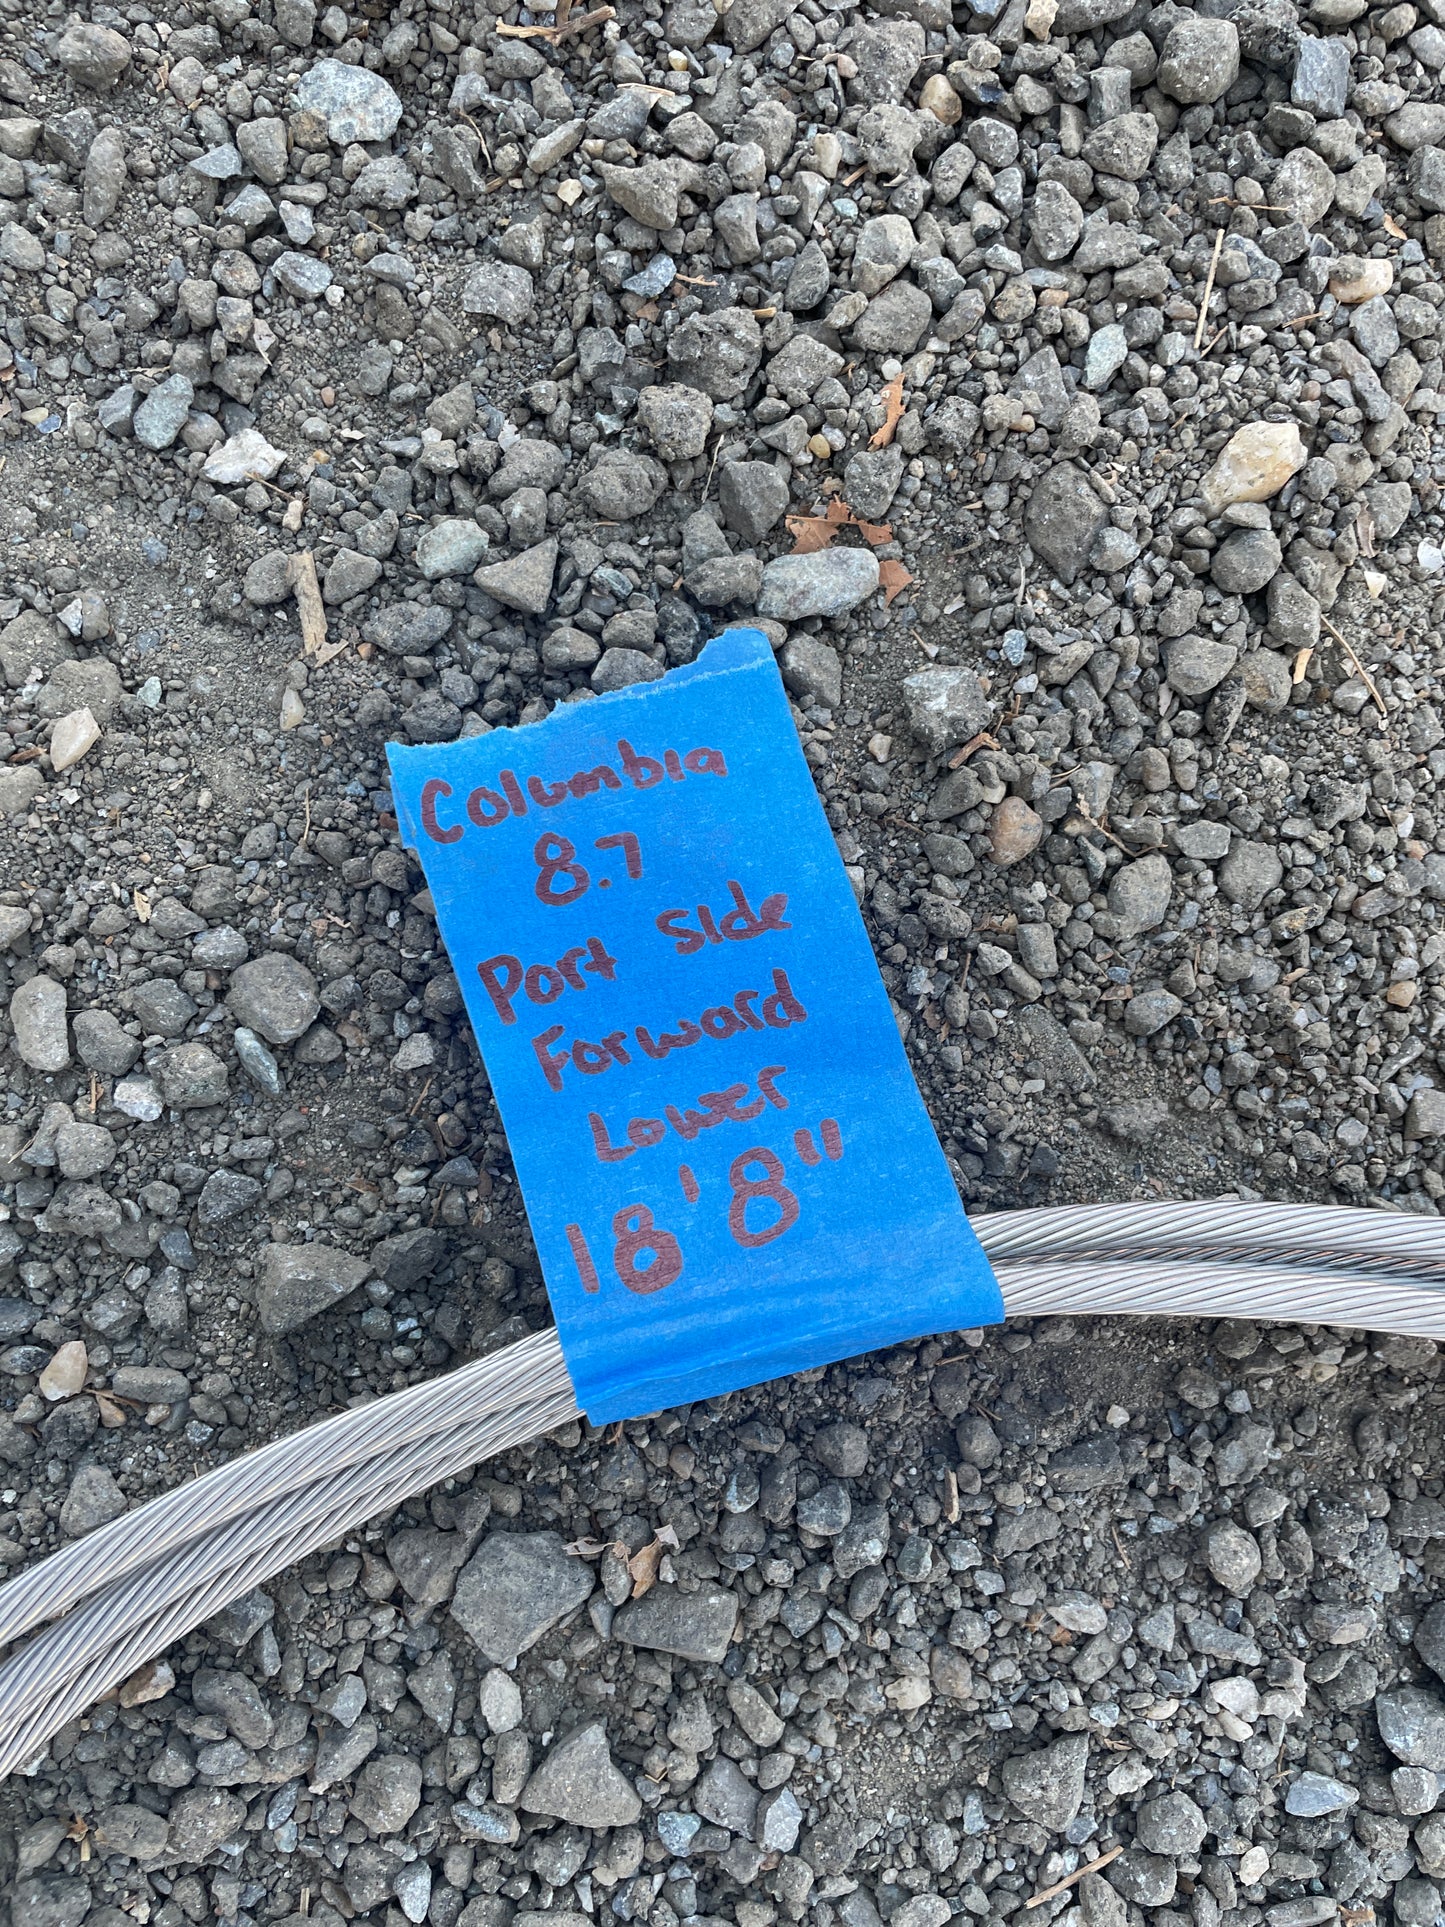 Columbia
8.7
Port Side
Forward
Lower
18'8"